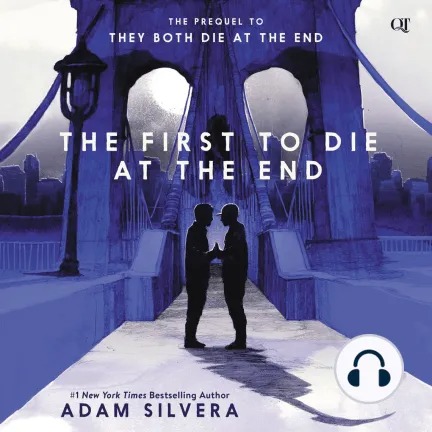 QT
THE PREQUEL TO
THEY BOTH DIE AT THE END
THE FIRST TO DIE
AT THE END
#1 New York Times Bestselling Author
ADAM SILVERA